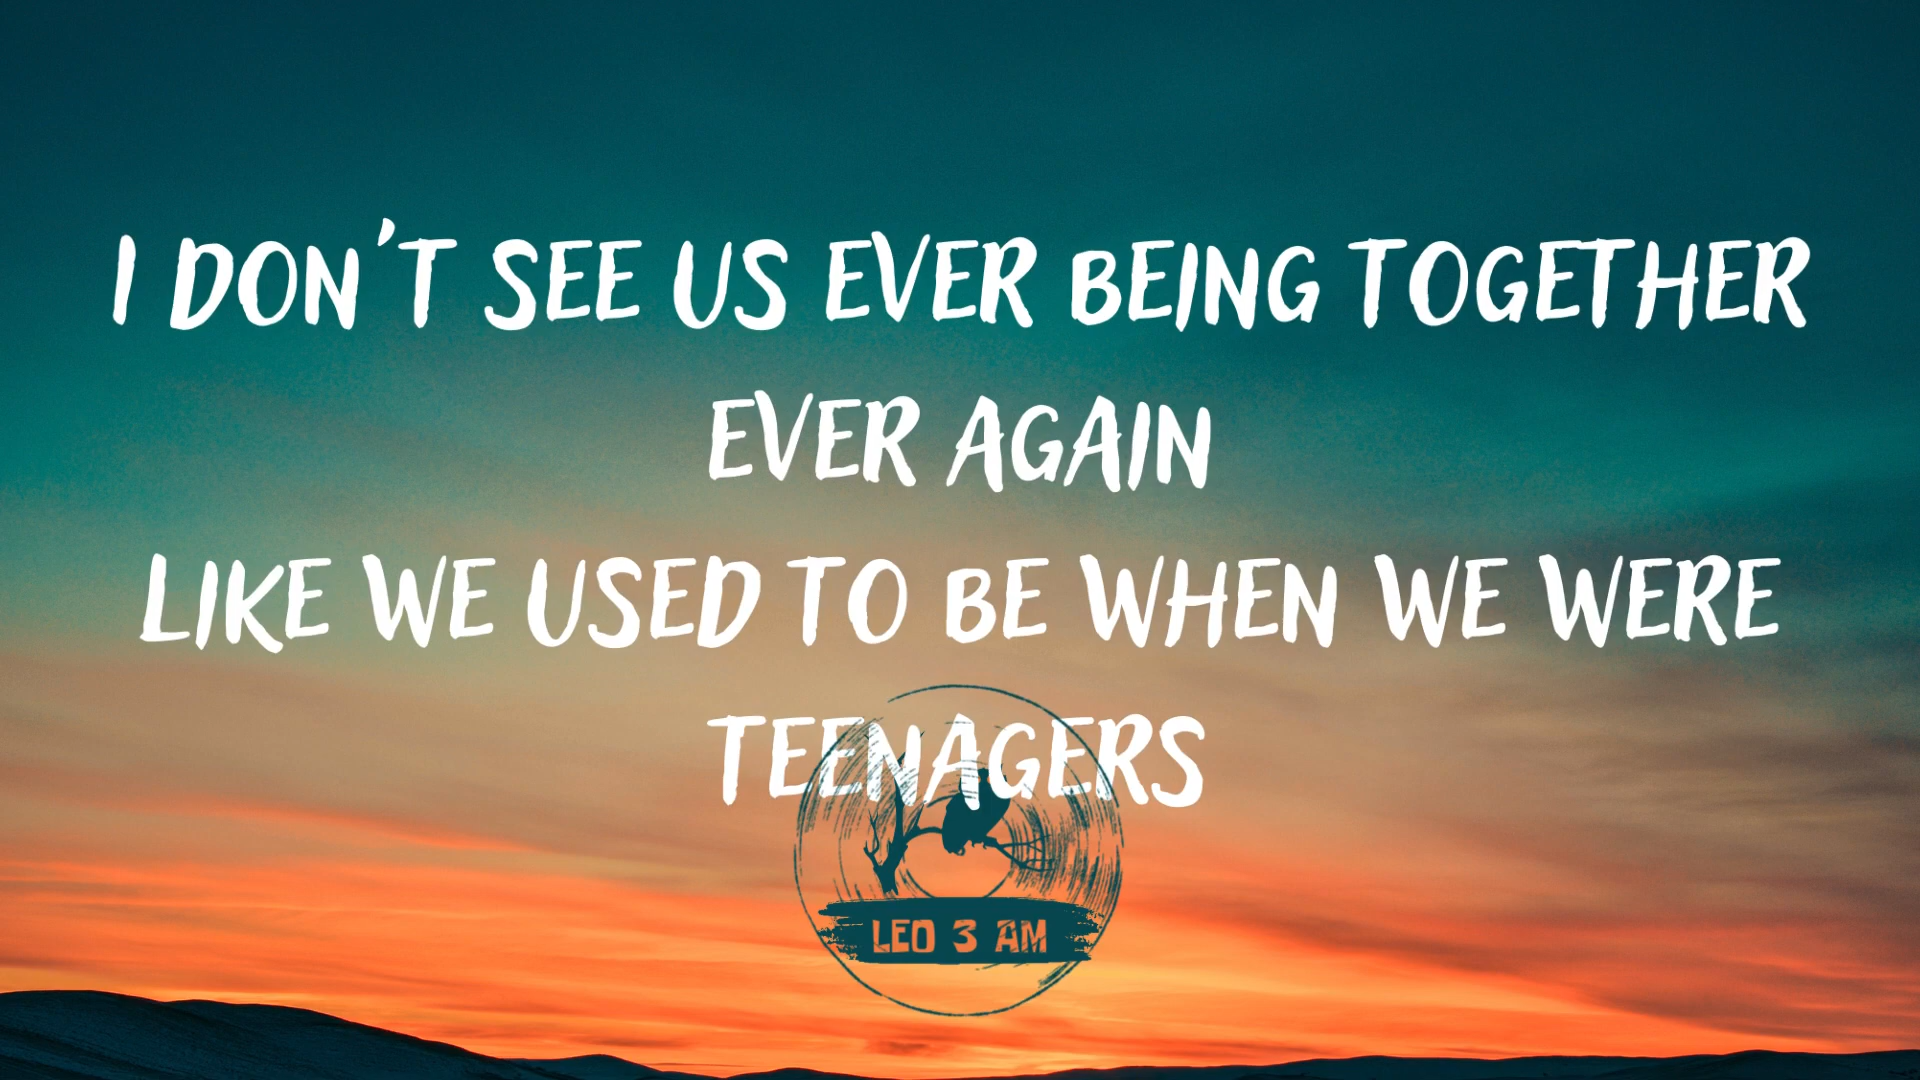 I DON'T SEE US EVER BEING TOGETHER
EVER AGAIN
LIKE WE USED TO BE WHEN WE WERE
TEENAGERS
LEO 3 AM